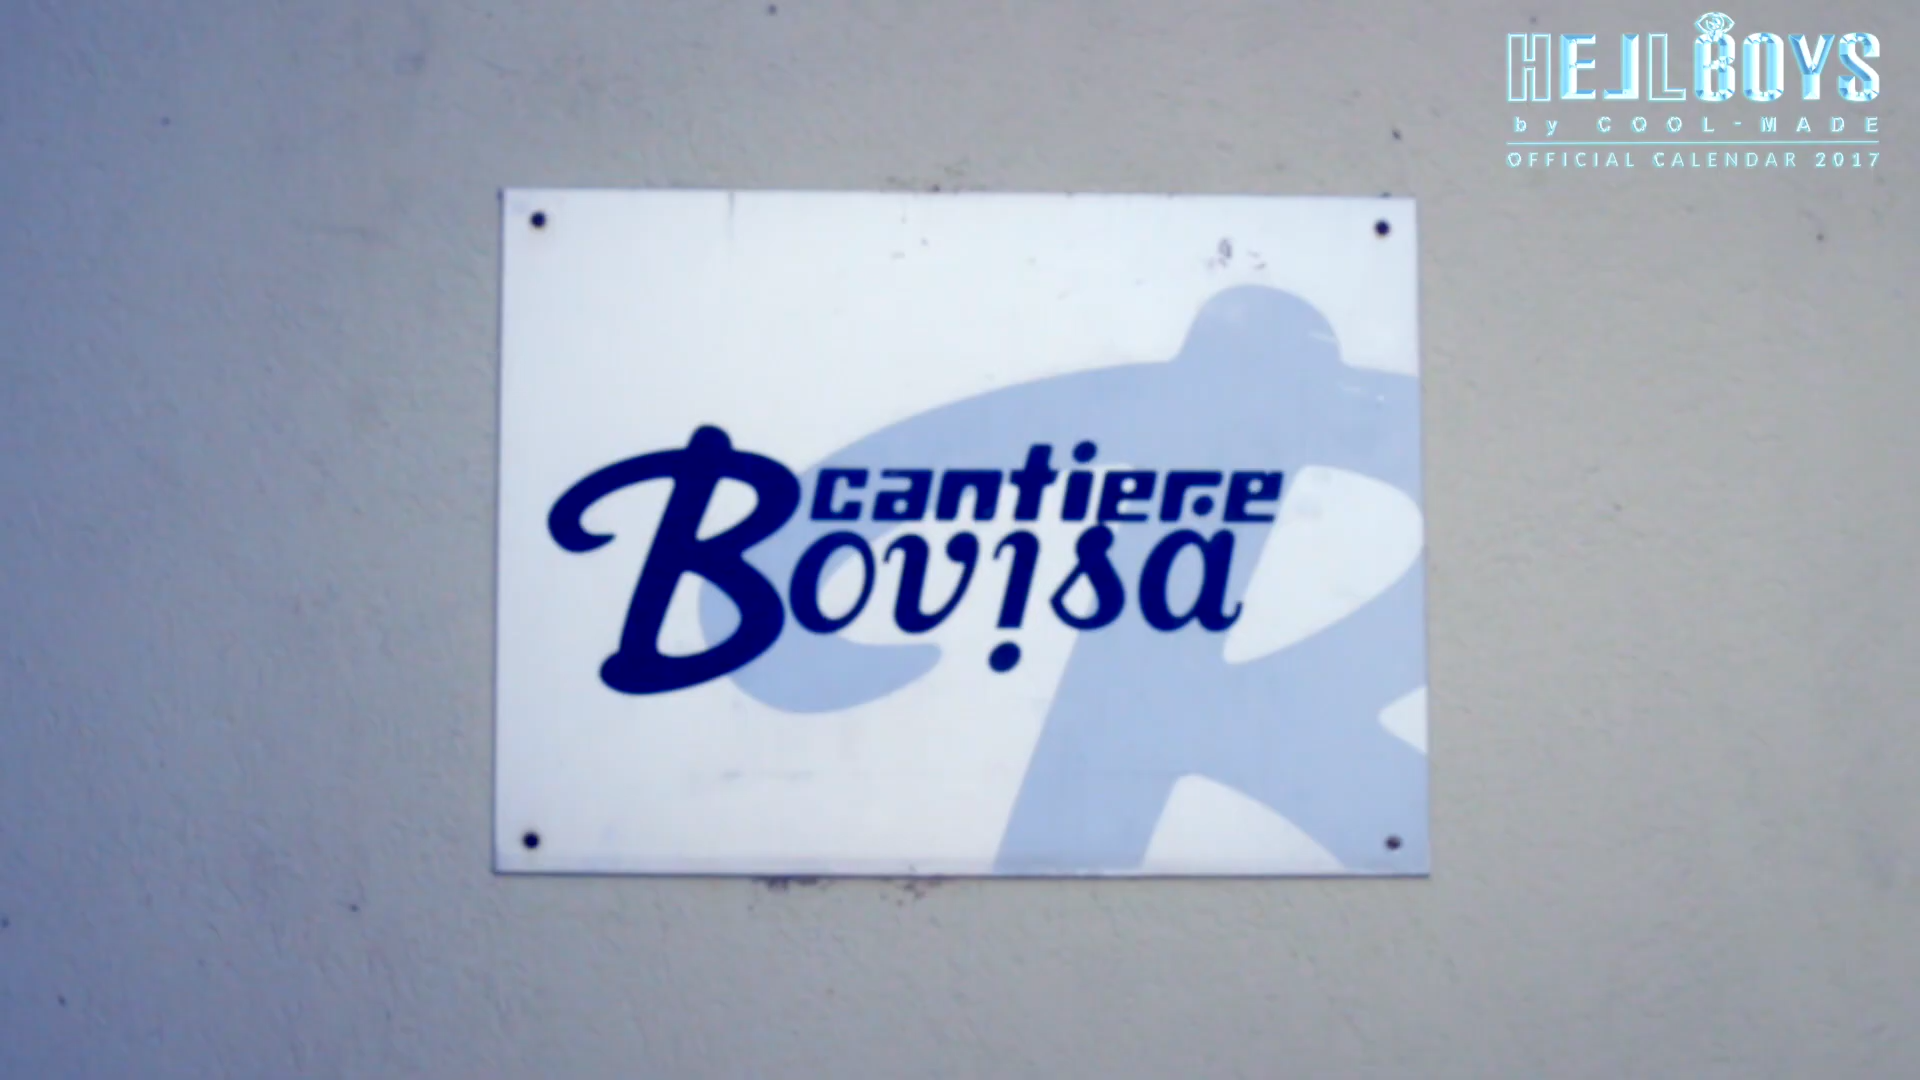 HELLBOYS
by COOL-MADE
OFFICIAL CALENDAR 2017
cantiere
Bovisa